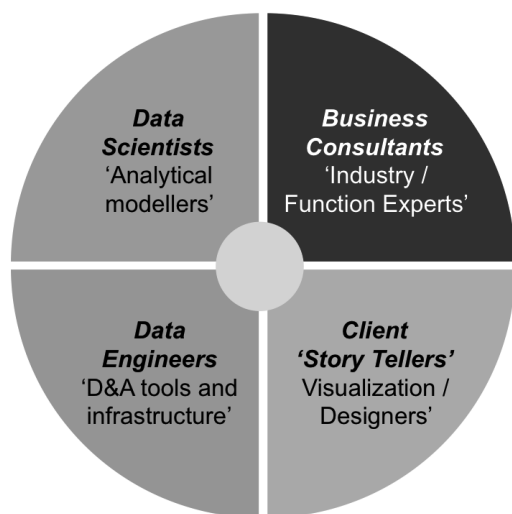 Data
Scientists
‘Analytical
modellers’
Business
Consultants
‘Industry /
Function Experts’
Data
Engineers
‘D&A tools and
infrastructure’
Client
‘Story Tellers’
Visualization /
Designers’